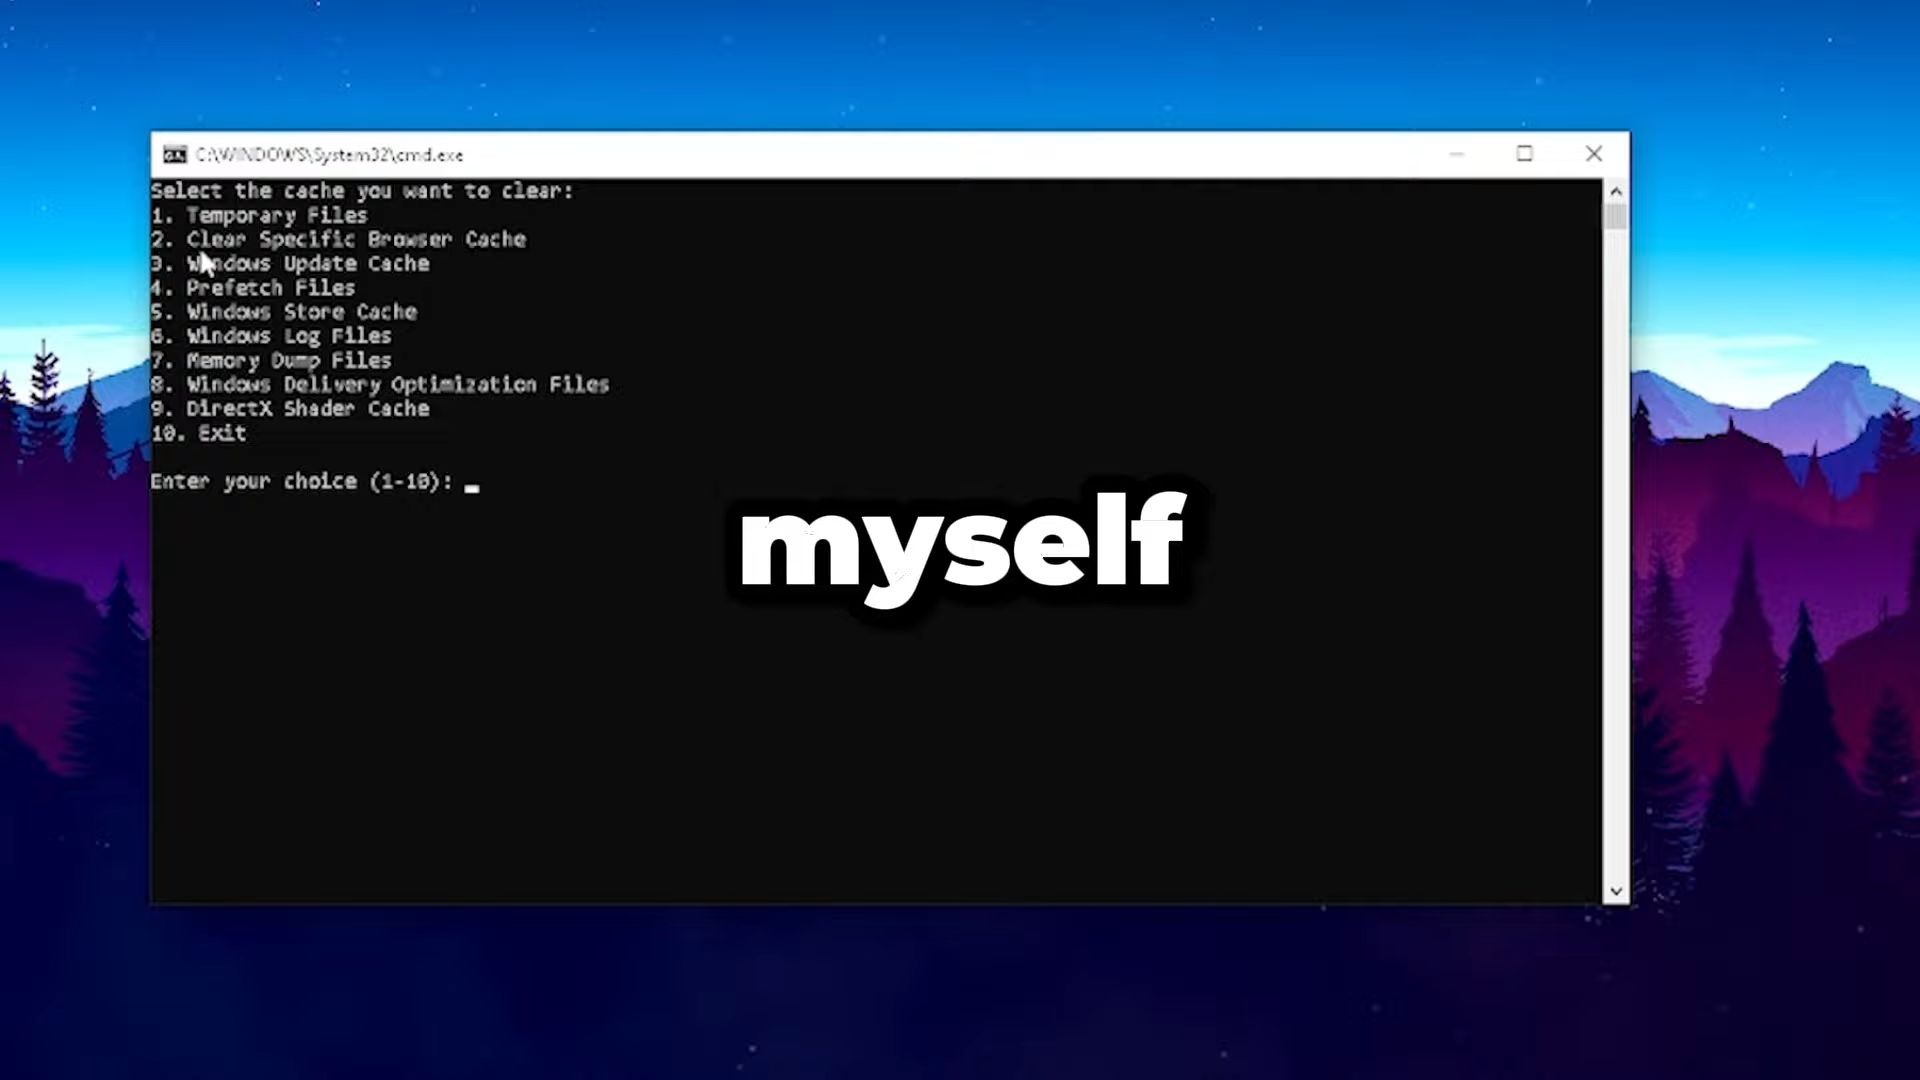 C:\WINDOWS\System32\cmd.exe
Select the cache you want to clear:
1. Temporary Files
2. Clear Specific Browser Cache
3. Windows Update Cache
4. Prefetch Files
5. Windows Store Cache
6. Windows Log Files
7. Memory Dump Files
8. Windows Delivery Optimization Files
9. DirectX Shader Cache
10. Exit
Enter your choice (1-10):
myself